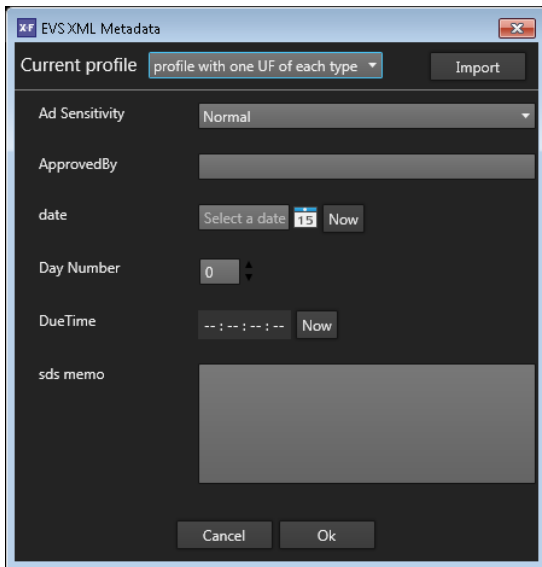 XF EVS XML Metadata
Current profile profile with one UF of each type Import
Ad Sensitivity Normal
ApprovedBy
date Select a date 15 Now
Day Number 0
DueTime -- : -- : -- : -- Now
sds memo
Cancel Ok